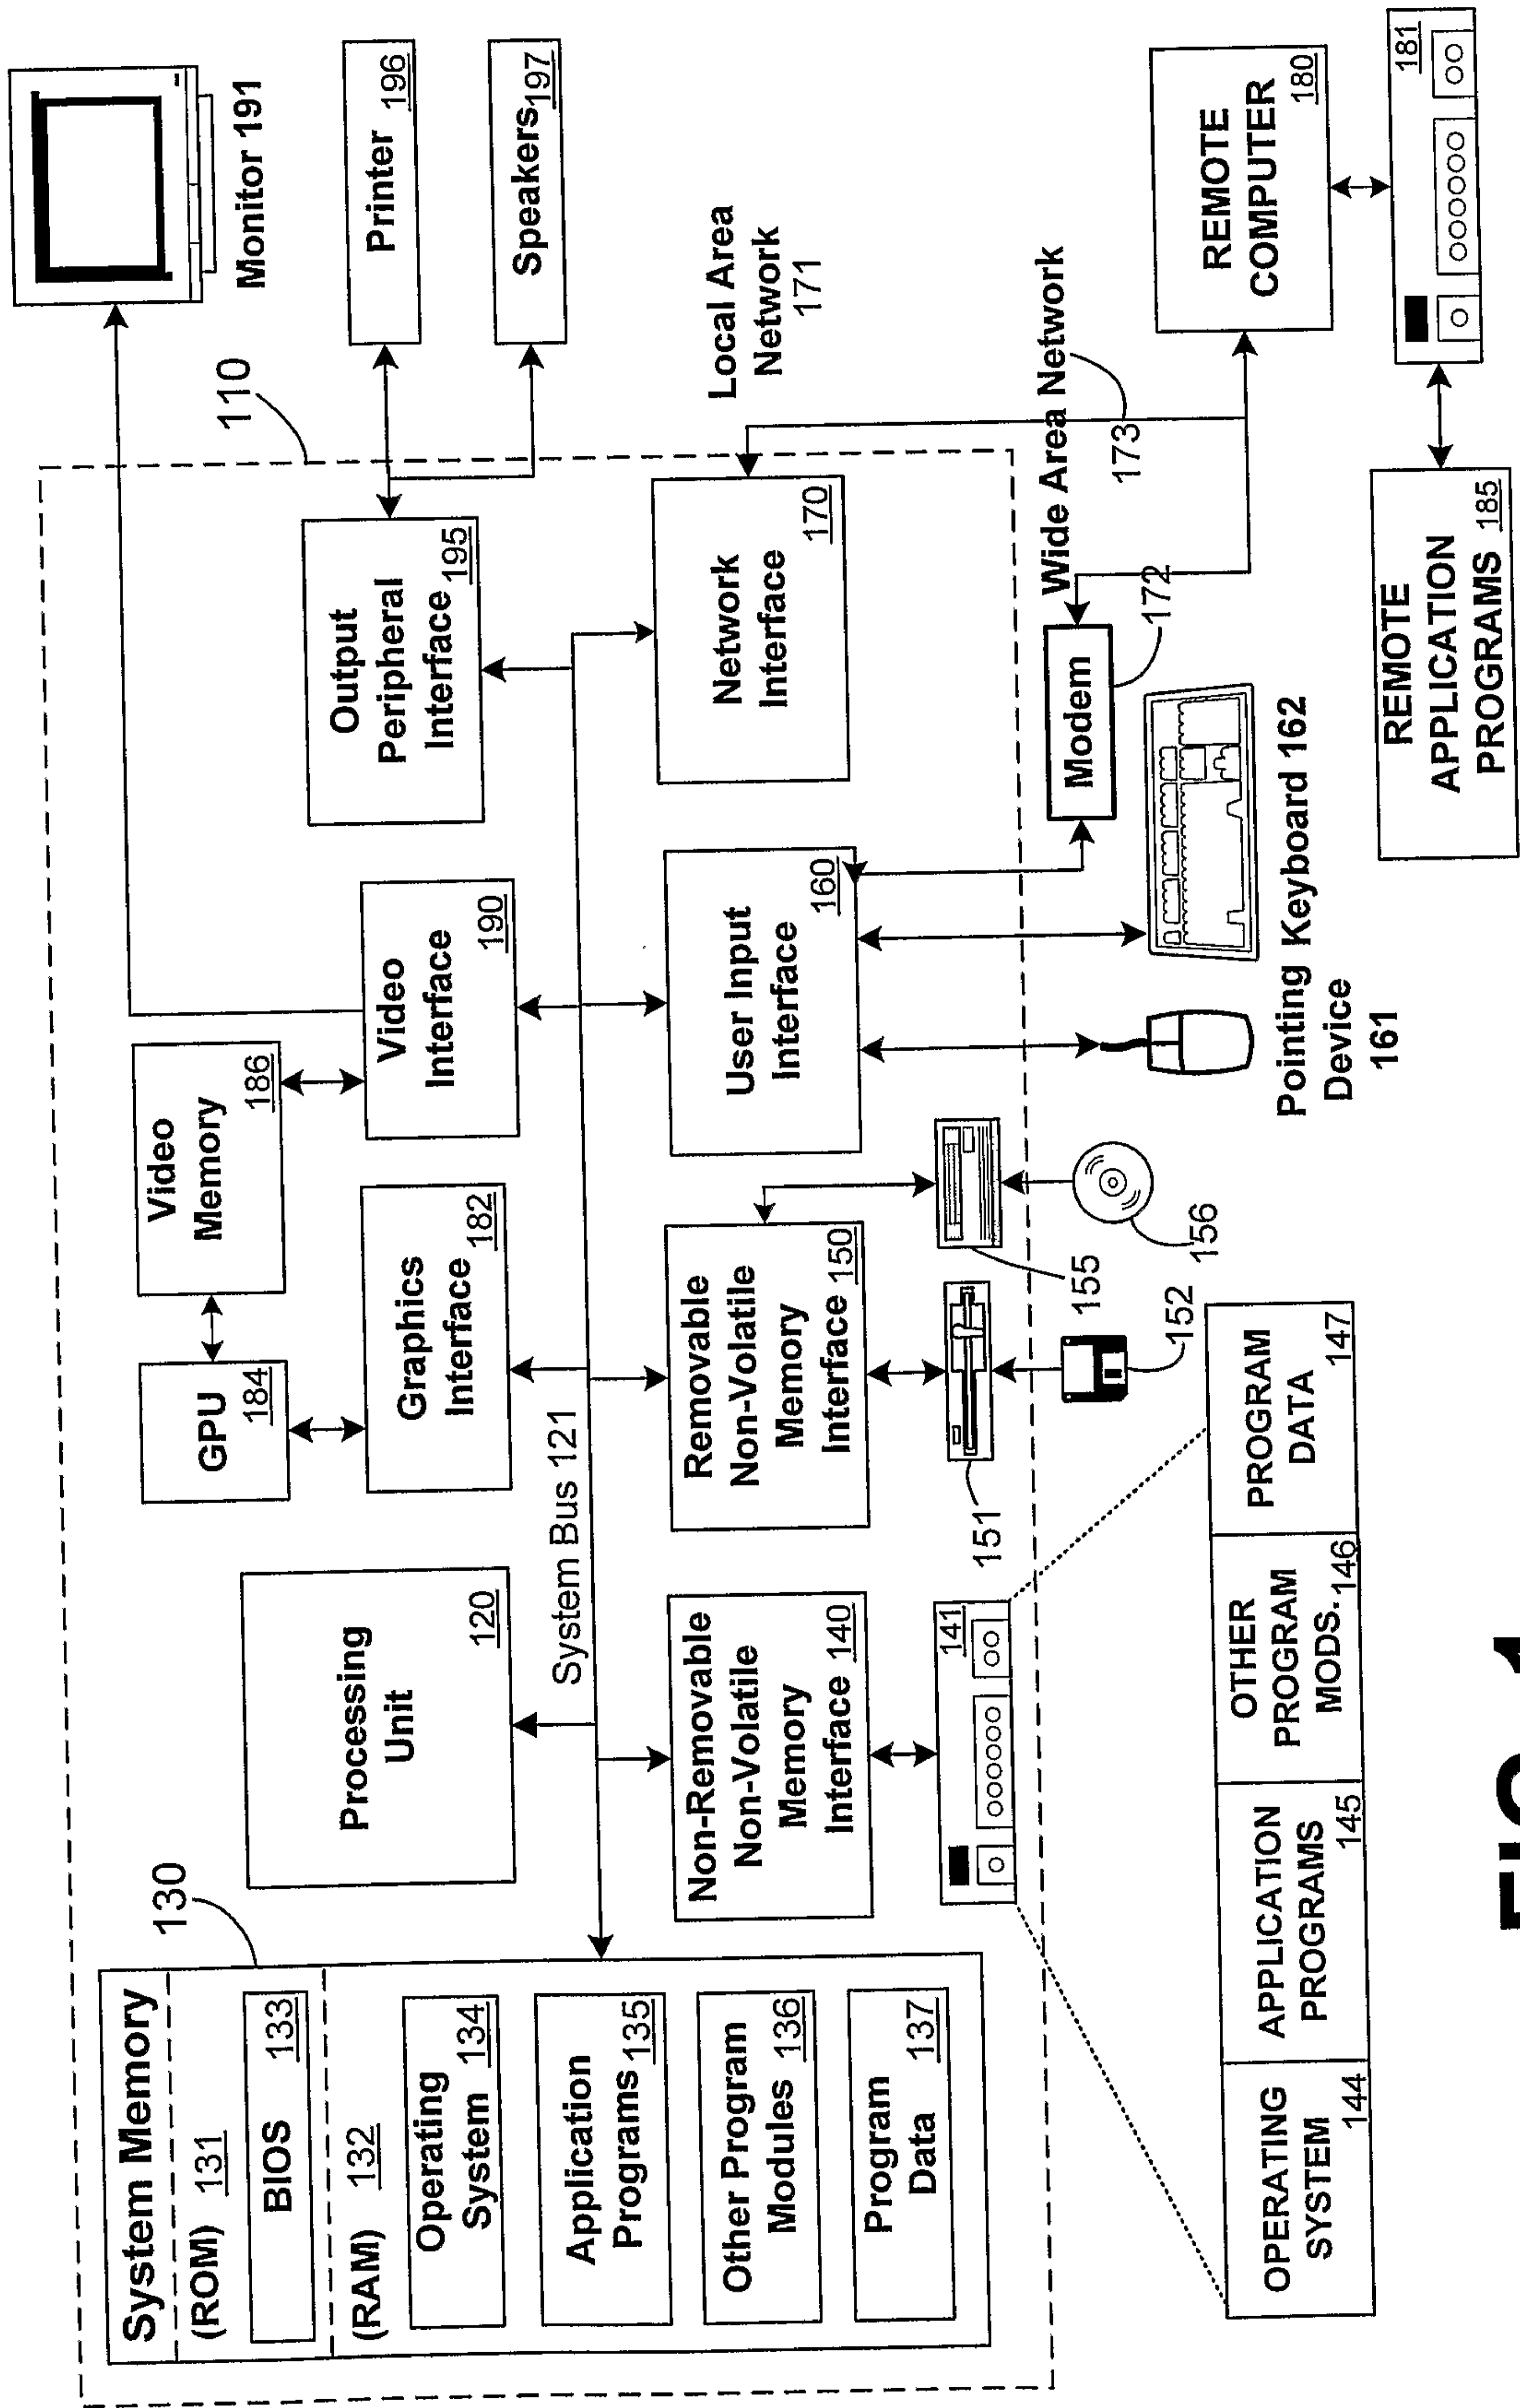 System Memory
(ROM) 131
BIOS 133
(RAM) 132
Operating
System 134
Application
Programs 135
Other Program
Modules 136
Program
Data 137
130
Processing
Unit
120
GPU
184
Video
Memory
186
Graphics
Interface
182
Video
Interface
190
Output
Peripheral
Interface 195
110
Monitor 191
Printer
196
Speakers 197
System Bus 121
Non-Removable
Non-Volatile
Memory
Interface 140
Removable
Non-Volatile
Memory
Interface 150
User Input
Interface
160
Network
Interface
170
Local Area
Network
171
141
151
152
155
156
Modem
172
Wide Area Network
173
Pointing
Device
161
Keyboard 162
REMOTE
COMPUTER
180
181
REMOTE
APPLICATION
PROGRAMS 185
OPERATING
SYSTEM
144
APPLICATION
PROGRAMS
145
OTHER
PROGRAM
MODS. 146
PROGRAM
DATA
147